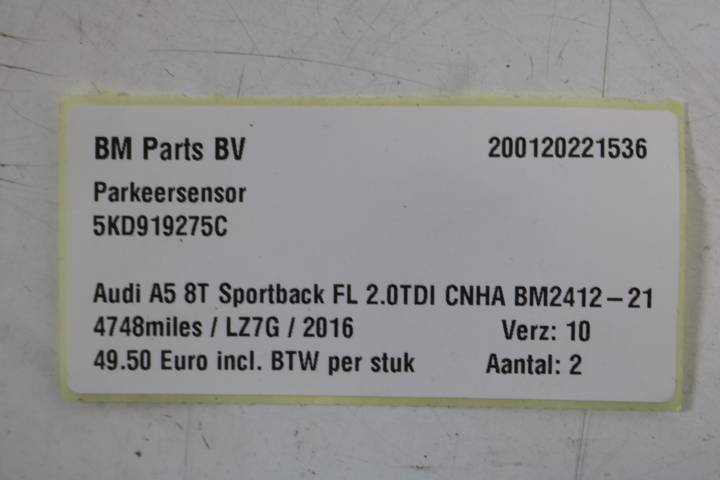 BM Parts BV 200120221536
Parkeersensor
5KD919275C
Audi A5 8T Sportback FL 2.0TDI CNHA BM2412-21
4748miles / LZ7G / 2016 Verz: 10
49.50 Euro incl. BTW per stuk Aantal: 2